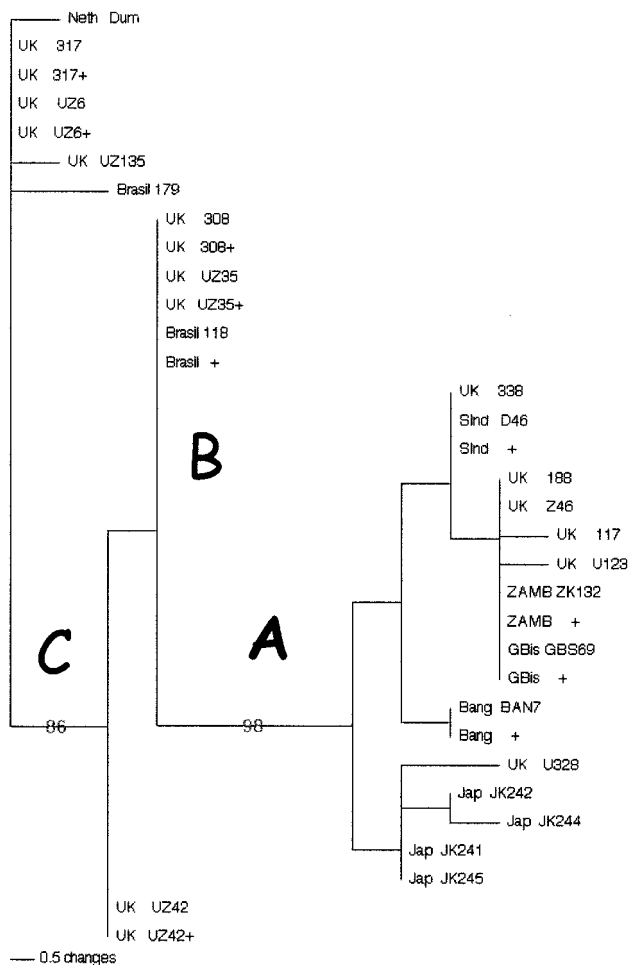 Neth Dum
UK 317
UK 317+
UK UZ6
UK UZ6+
UK UZ135
Brasil 179
UK 308
UK 308+
UK UZ35
UK UZ35+
Brasil 118
Brasil +
UK 338
SInd D46
SInd +
B
UK 188
UK Z46
UK 117
UK U123
ZAMB ZK132
ZAMB +
GBis GBS69
GBis +
C
A
Bang BAN7
86
98
Bang +
UK U328
Jap JK242
Jap JK244
Jap JK241
Jap JK245
UK UZ42
UK UZ42+
0.5 changes